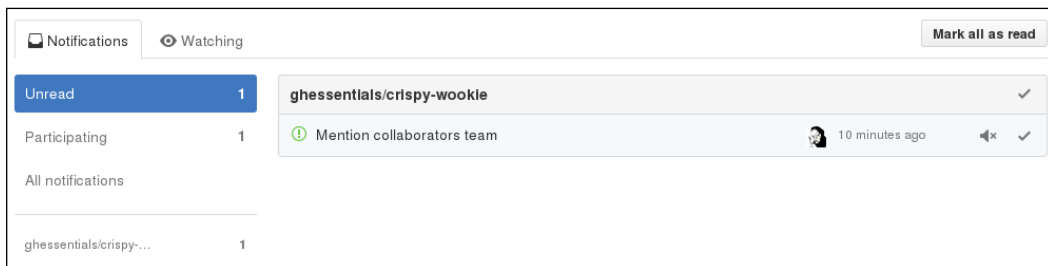 Notifications
Watching
Mark all as read
Unread 1
ghessentials/crispy-wookie
Participating 1
Mention collaborators team 10 minutes ago
All notifications
ghessentials/crispy-... 1